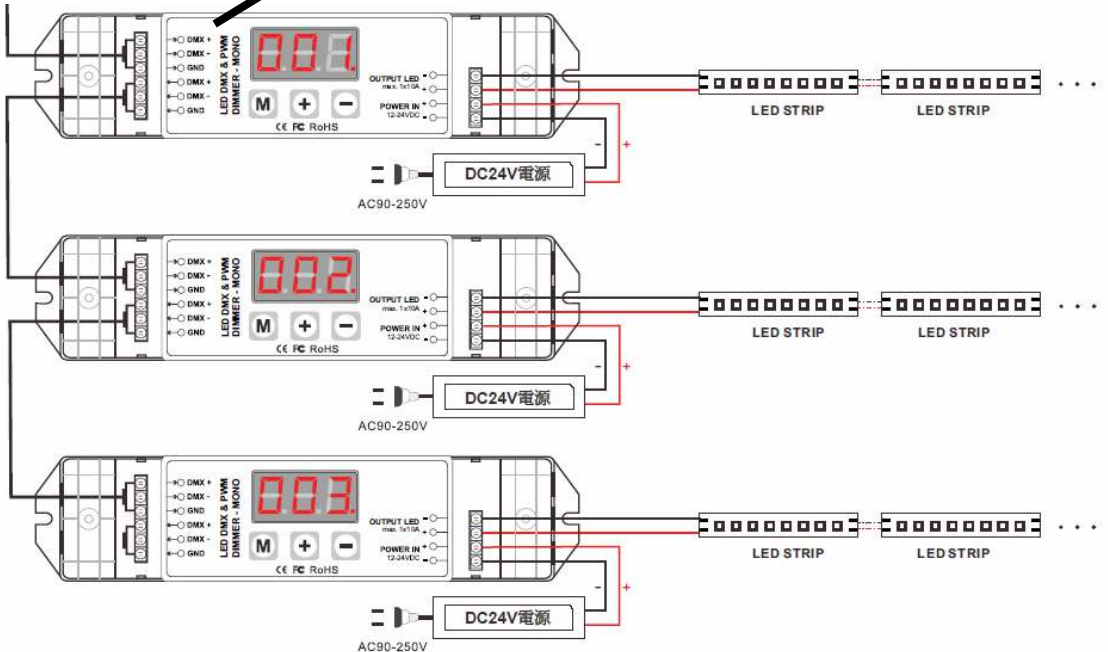 DMX +
DMX -
GND
DMX +
DMX -
GND
LED DMX & PWM
DIMMER - MONO
001.
M + -
CE FC RoHS
OUTPUT LED - +
max. 1x10A
POWER IN + -
12-24VDC
LED STRIP
LED STRIP
. . .
- +
DC24V電源
AC90-250V
DMX +
DMX -
GND
DMX +
DMX -
GND
LED DMX & PWM
DIMMER - MONO
002.
M + -
CE FC RoHS
OUTPUT LED - +
max. 1x10A
POWER IN + -
12-24VDC
LED STRIP
LED STRIP
. . .
- +
DC24V電源
AC90-250V
DMX +
DMX -
GND
DMX +
DMX -
GND
LED DMX & PWM
DIMMER - MONO
003.
M + -
CE FC RoHS
OUTPUT LED - +
max. 1x10A
POWER IN + -
12-24VDC
LED STRIP
LED STRIP
. . .
- +
DC24V電源
AC90-250V